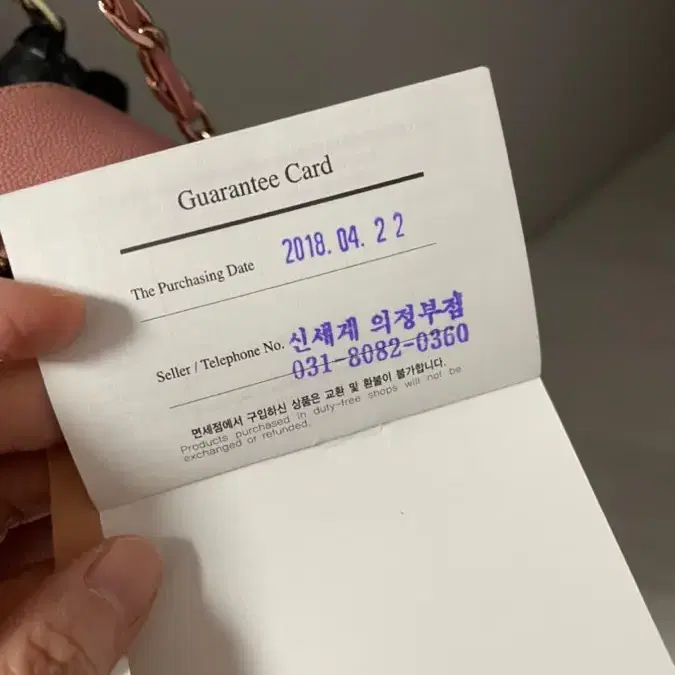 Guarantee Card
The Purchasing Date 2018. 04. 22
Seller / Telephone No. 신세계 의정부점
031-8082-0360
면세점에서 구입하신 상품은 교환 및 환불이 불가합니다.
Products purchased in duty-free shops will not be
exchanged or refunded.